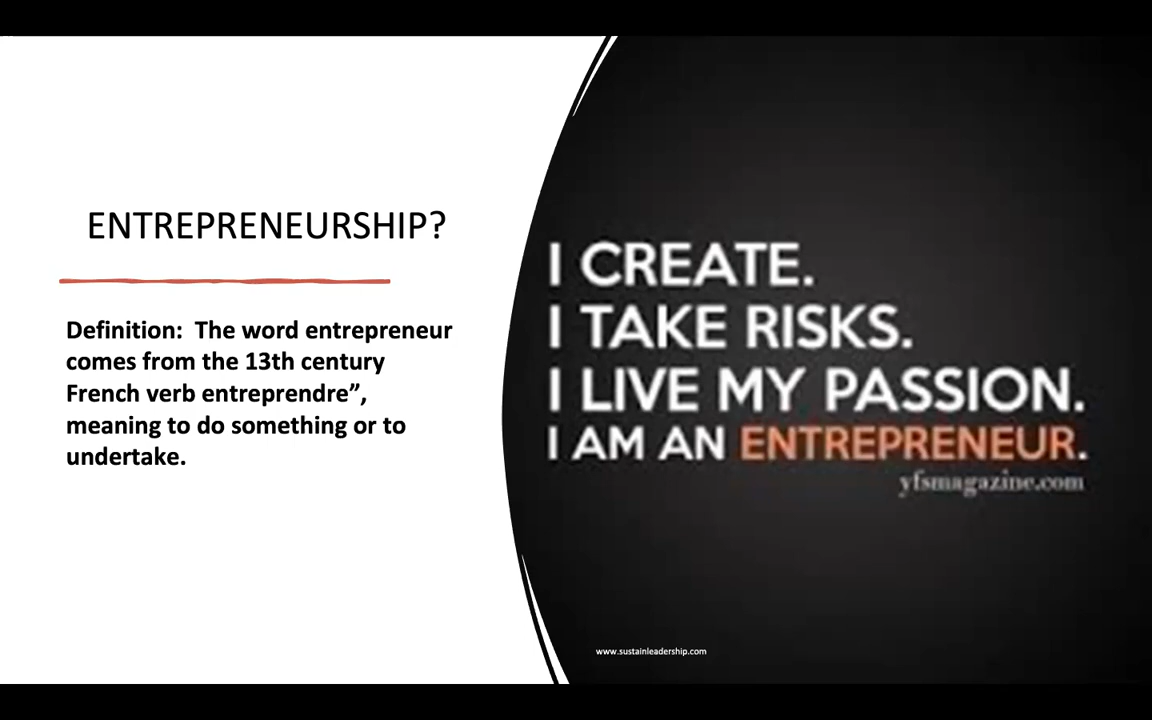 ENTREPRENEURSHIP?
Definition:  The word entrepreneur
comes from the 13th century
French verb entreprendre”,
meaning to do something or to
undertake.
I CREATE.
I TAKE RISKS.
I LIVE MY PASSION.
I AM AN ENTREPRENEUR.
yfsmagazine.com
www.sustainleadership.com